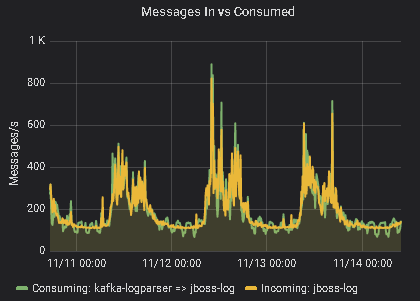 Messages In vs Consumed
Messages/s
1 K
800
600
400
200
0
11/11 00:00 11/12 00:00 11/13 00:00 11/14 00:00
Consuming: kafka-logparser => jboss-log Incoming: jboss-log